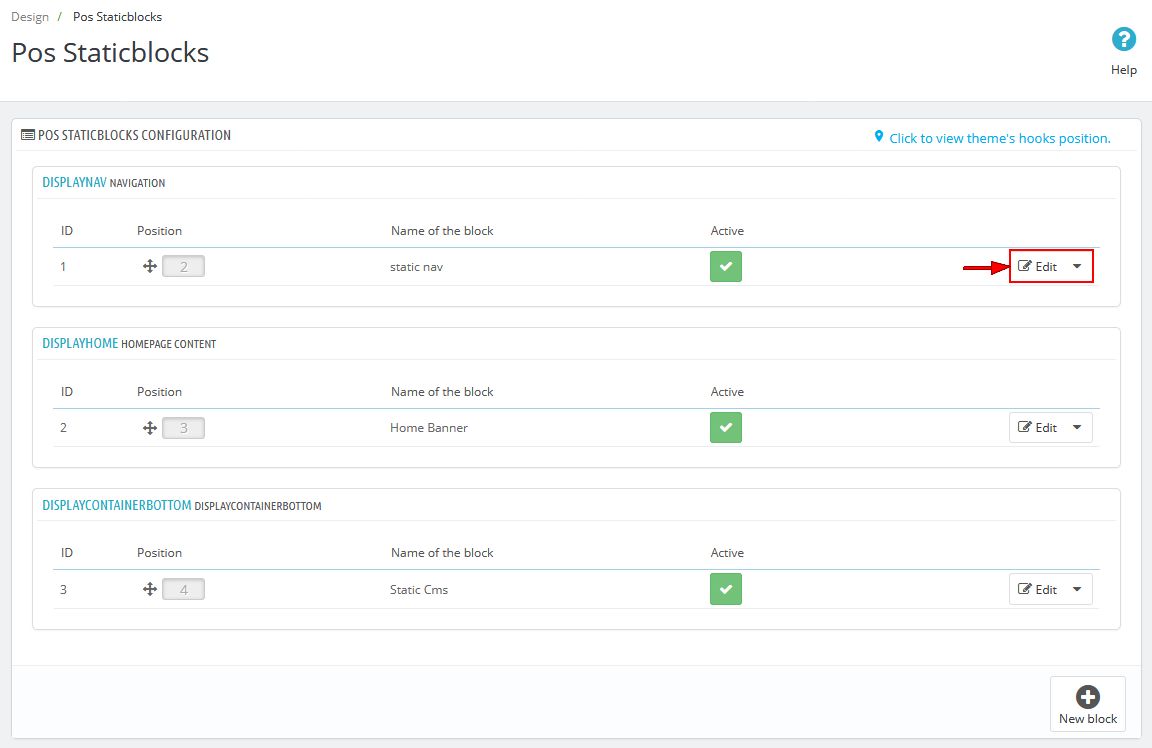 Design / Pos Staticblocks
Pos Staticblocks
Help
POS STATICBLOCKS CONFIGURATION
Click to view theme's hooks position.
DISPLAYNAV NAVIGATION
ID Position Name of the block Active
1 2 static nav Edit
DISPLAYHOME HOMEPAGE CONTENT
ID Position Name of the block Active
2 3 Home Banner Edit
DISPLAYCONTAINERBOTTOM DISPLAYCONTAINERBOTTOM
ID Position Name of the block Active
3 4 Static Cms Edit
New block